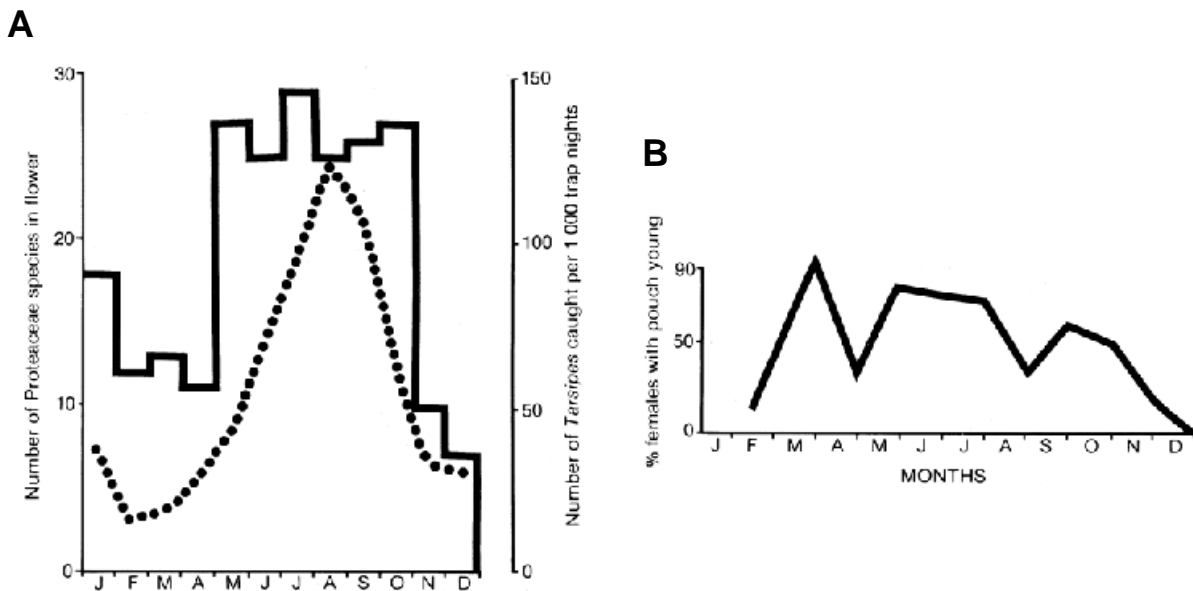 A
30
20
10
0
Number of Proteaceae species in flower
150
100
50
0
Number of Tarsipes caught per 1 000 trap nights
J F M A M J J A S O N D
B
% females with pouch young
90
50
0
J F M A M J J A S O N D
MONTHS